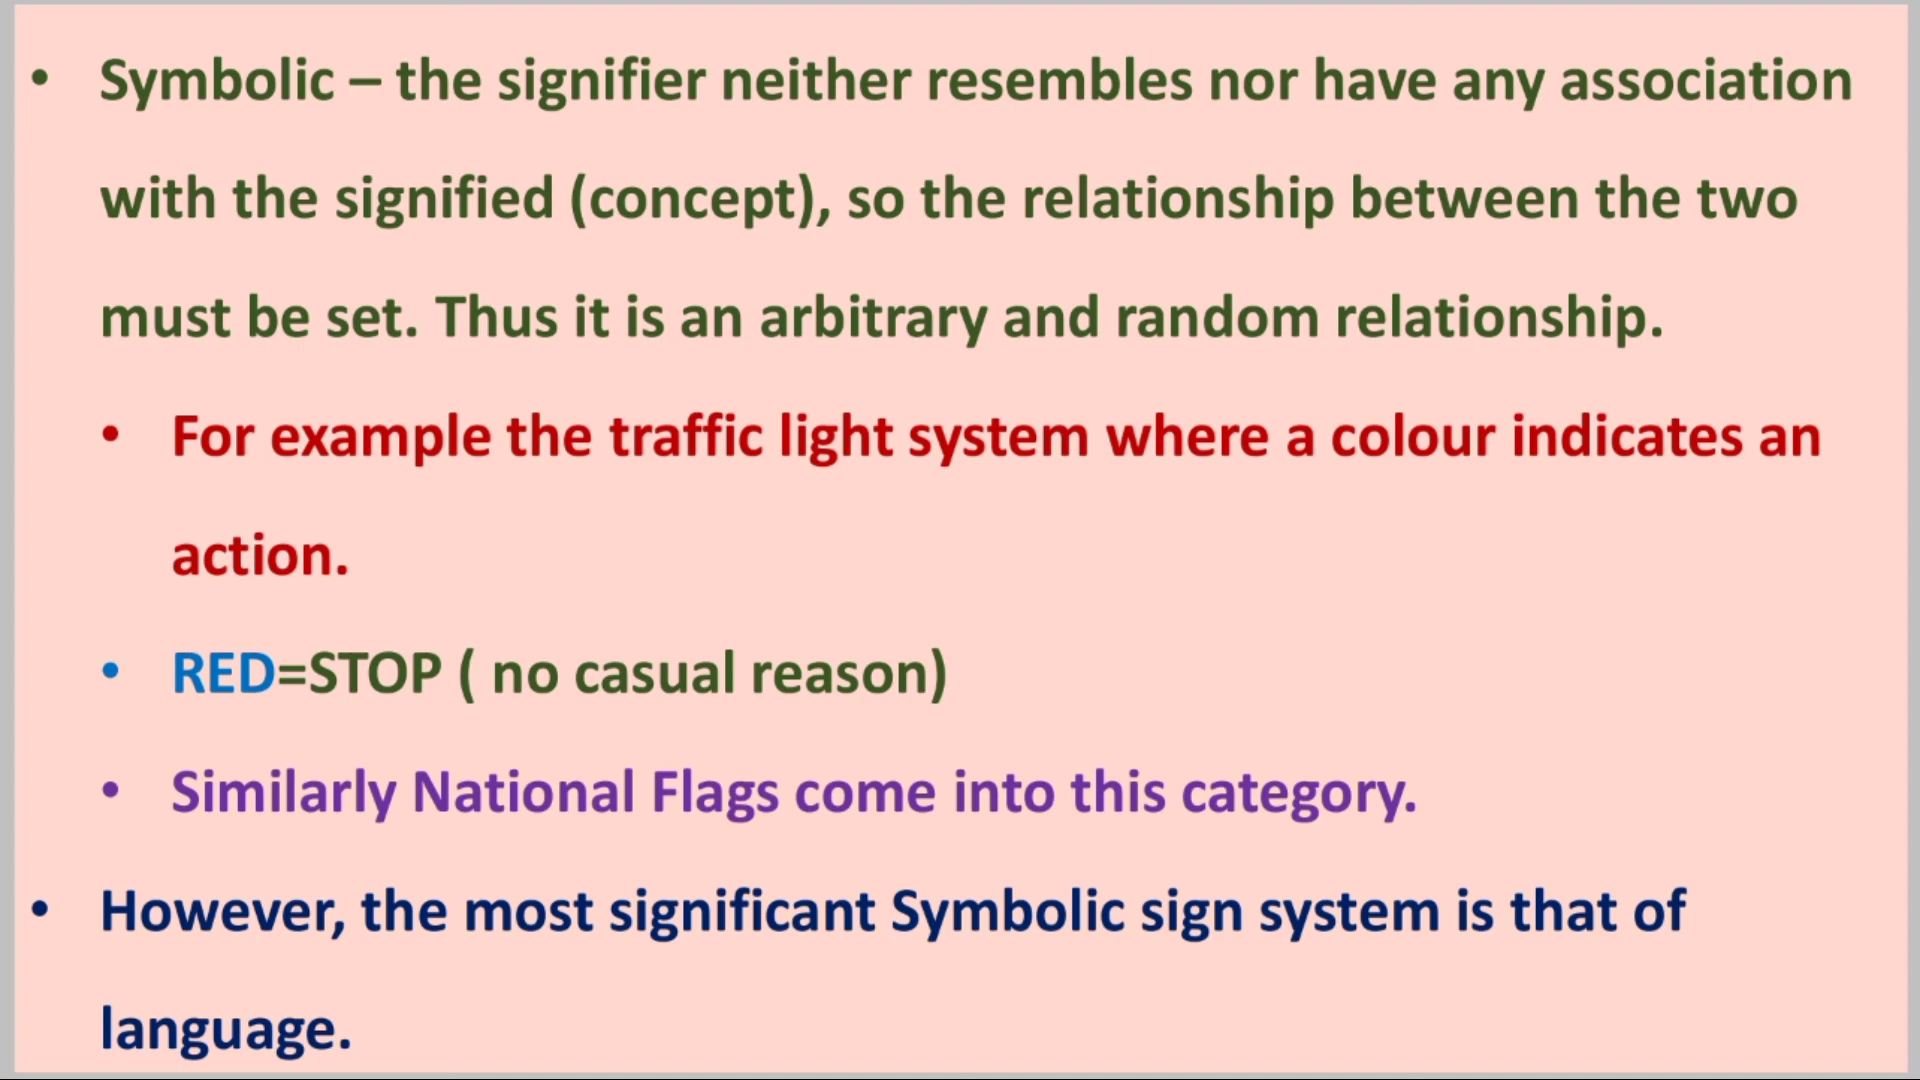 • Symbolic – the signifier neither resembles nor have any association
with the signified (concept), so the relationship between the two
must be set. Thus it is an arbitrary and random relationship.
• For example the traffic light system where a colour indicates an
action.
• RED=STOP ( no casual reason)
• Similarly National Flags come into this category.
• However, the most significant Symbolic sign system is that of
language.